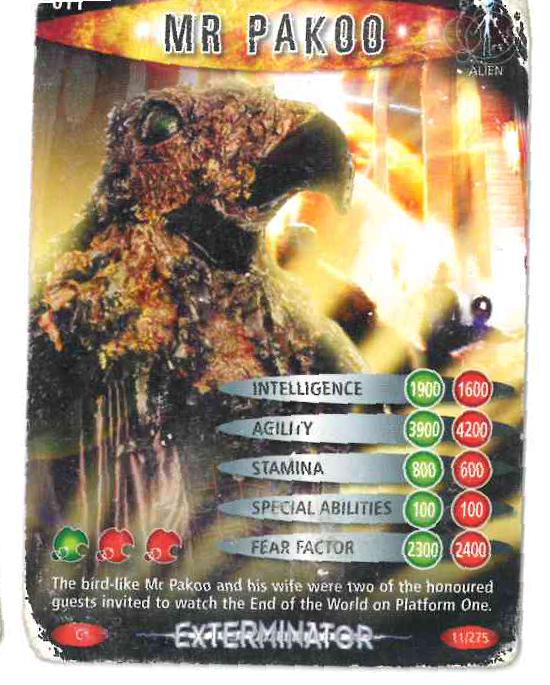 MR PAKOO
ALIEN
INTELLIGENCE 1900 1600
AGILITY 3900 4200
STAMINA 800 600
SPECIAL ABILITIES 100 100
FEAR FACTOR 2300 2400
The bird-like Mr Pakoo and his wife were two of the honoured
guests invited to watch the End of the World on Platform One.
EXTERMINATOR 11/275